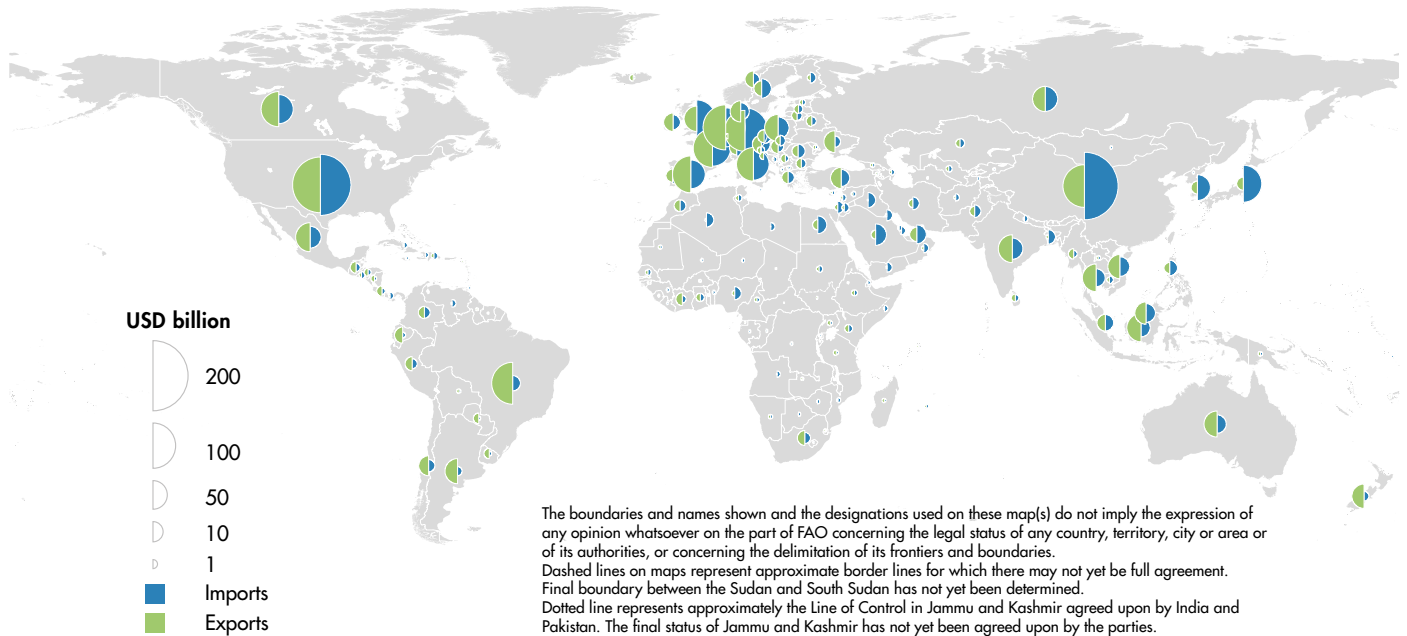 USD billion
200
100
50
10
1
Imports
Exports
The boundaries and names shown and the designations used on these map(s) do not imply the expression of
any opinion whatsoever on the part of FAO concerning the legal status of any country, territory, city or area or
of its authorities, or concerning the delimitation of its frontiers and boundaries.
Dashed lines on maps represent approximate border lines for which there may not yet be full agreement.
Final boundary between the Sudan and South Sudan has not yet been determined.
Dotted line represents approximately the Line of Control in Jammu and Kashmir agreed upon by India and
Pakistan. The final status of Jammu and Kashmir has not yet been agreed upon by the parties.